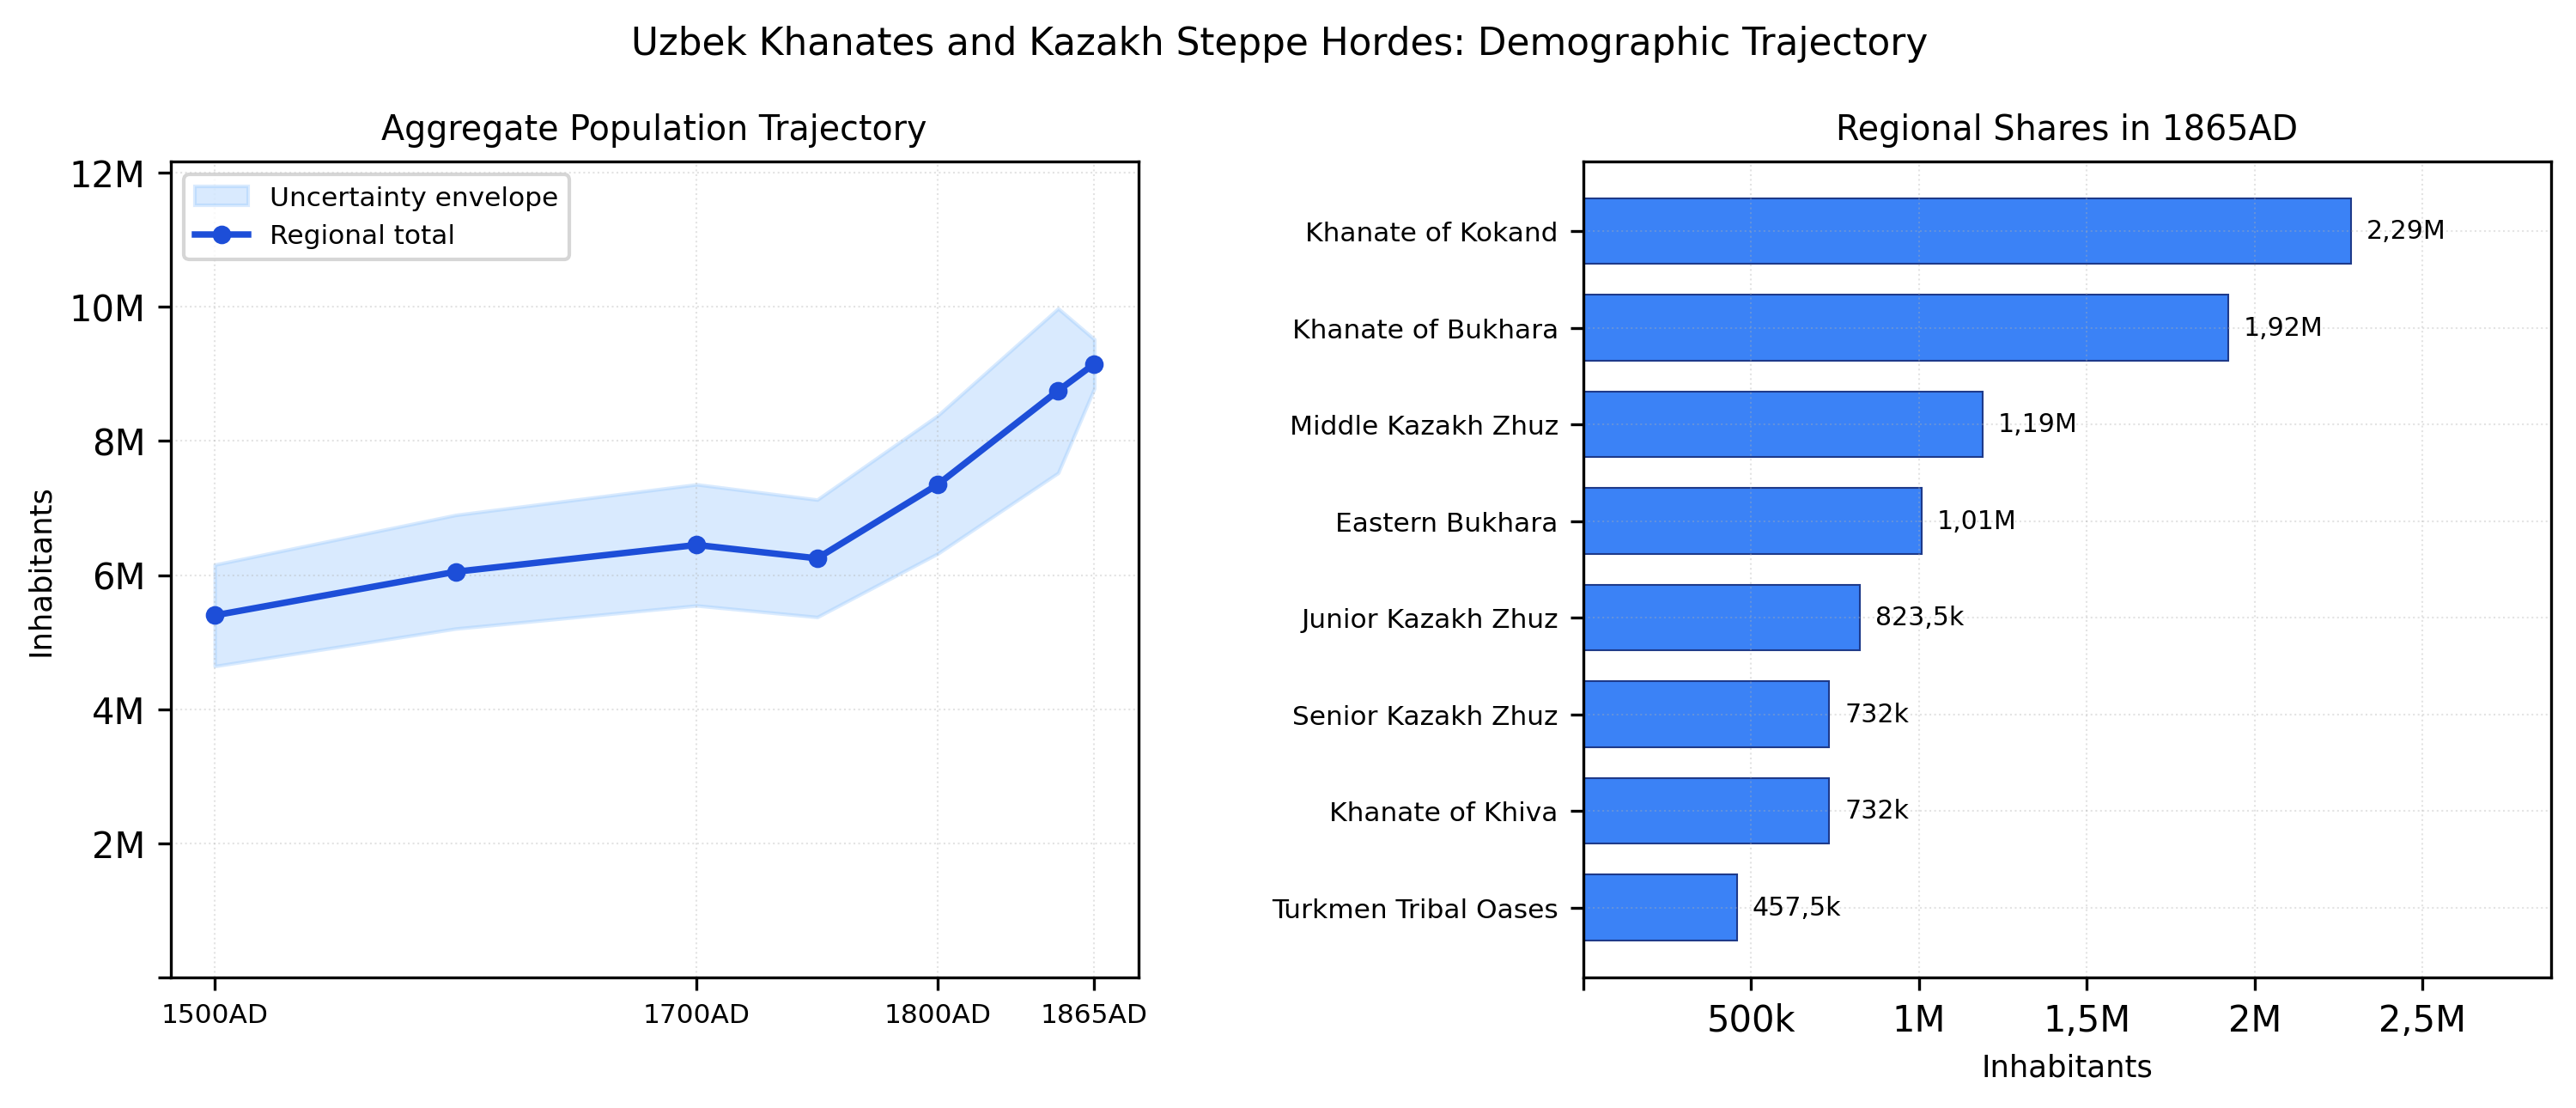 Uzbek Khanates and Kazakh Steppe Hordes: Demographic Trajectory
Aggregate Population Trajectory
12M
10M
8M
6M
4M
2M
Inhabitants
Uncertainty envelope
Regional total
1500AD
1700AD
1800AD
1865AD
Regional Shares in 1865AD
Khanate of Kokand
2,29M
Khanate of Bukhara
1,92M
Middle Kazakh Zhuz
1,19M
Eastern Bukhara
1,01M
Junior Kazakh Zhuz
823,5k
Senior Kazakh Zhuz
732k
Khanate of Khiva
732k
Turkmen Tribal Oases
457,5k
500k
1M
1,5M
2M
2,5M
Inhabitants